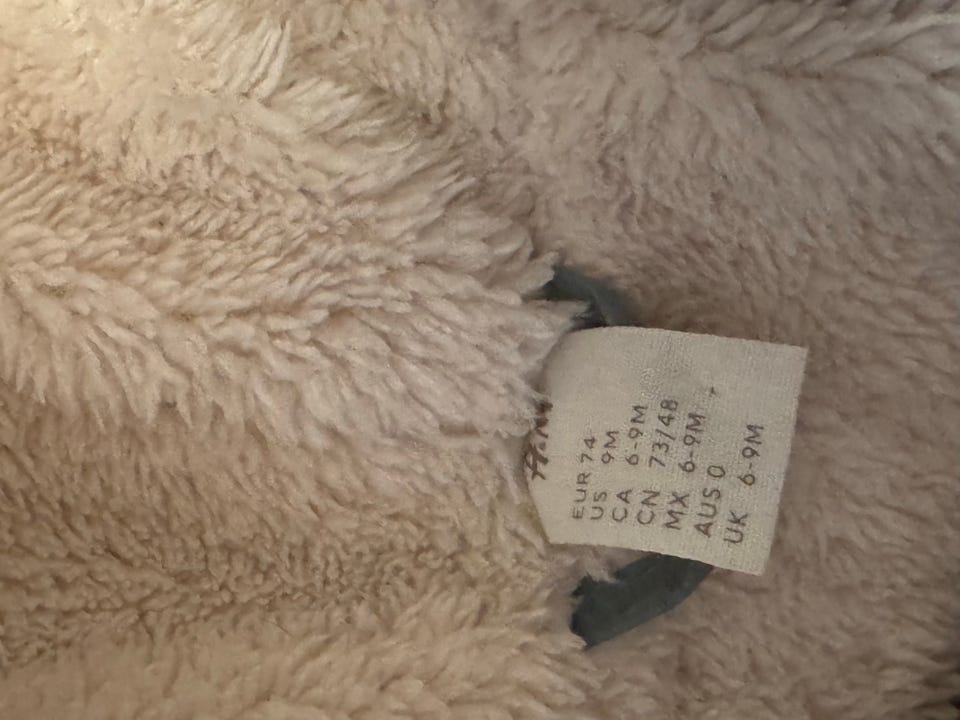 EUR 74
US 9M
CA 6-9M
CN 73/48
MX 6-9M
AUS 0
UK 6-9M